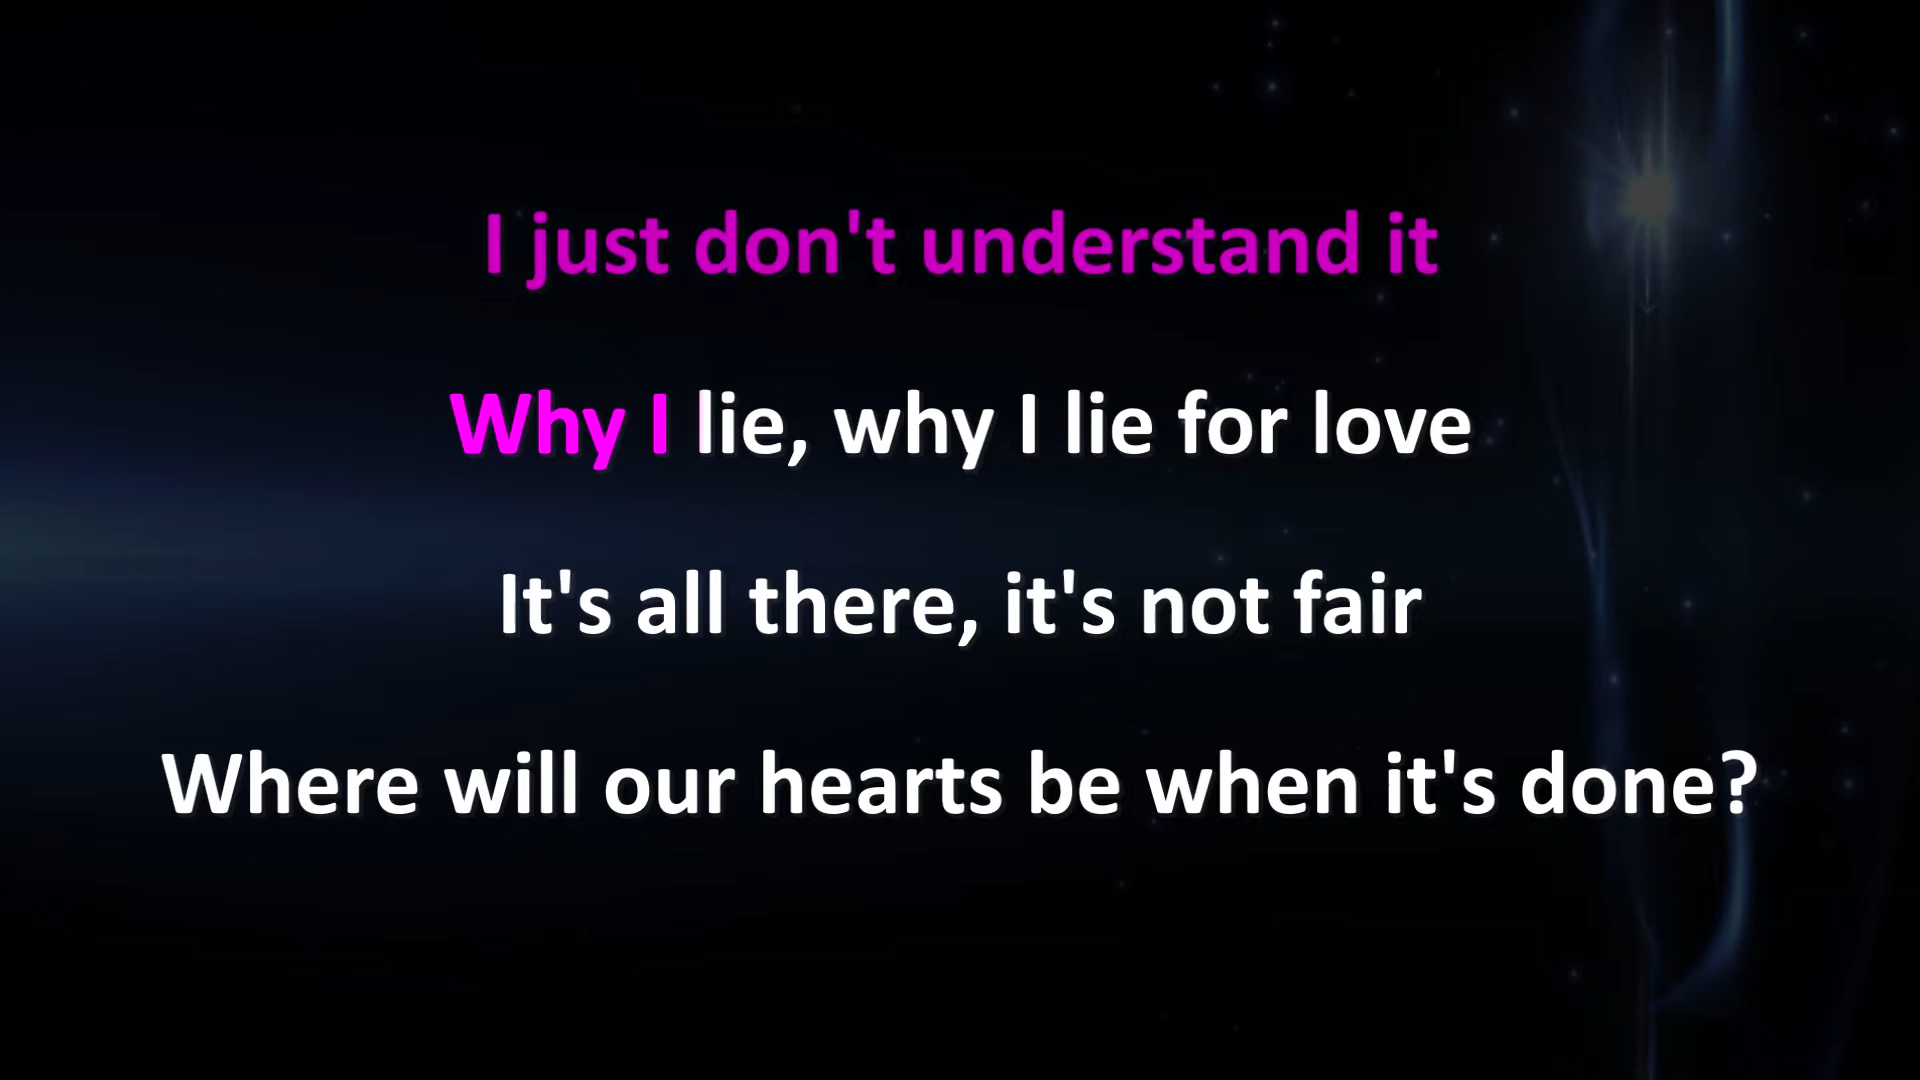 I just don't understand it
Why I lie, why I lie for love
It's all there, it's not fair
Where will our hearts be when it's done?